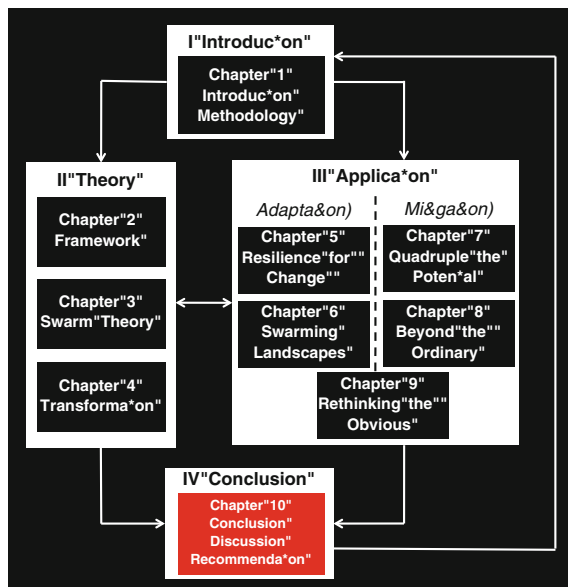 I"Introduc*on"
Chapter"1"
Introduc*on"
Methodology"
II"Theory"
Chapter"2"
Framework"
Chapter"3"
Swarm"Theory"
Chapter"4"
Transforma*on"
III"Applica*on"
Adapta&on)
Chapter"5"
Resilience"for""
Change""
Chapter"6"
Swarming"
Landscapes"
Mi&ga&on)
Chapter"7"
Quadruple"the"
Poten*al"
Chapter"8"
Beyond"the""
Ordinary"
Chapter"9"
Rethinking"the""
Obvious"
IV"Conclusion"
Chapter"10"
Conclusion"
Discussion"
Recommenda*on"